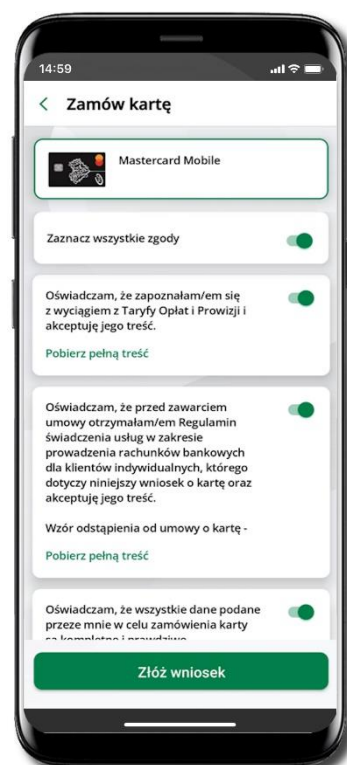 14:59
Zamów kartę
Mastercard Mobile
Zaznacz wszystkie zgody
Oświadczam, że zapoznałam/em się
z wyciągiem z Taryfy Opłat i Prowizji i
akceptuję jego treść.
Pobierz pełną treść
Oświadczam, że przed zawarciem
umowy otrzymałam/em Regulamin
świadczenia usług w zakresie
prowadzenia rachunków bankowych
dla klientów indywidualnych, którego
dotyczy niniejszy wniosek o kartę oraz
akceptuję jego treść.
Wzór odstąpienia od umowy o kartę -
Pobierz pełną treść
Oświadczam, że wszystkie dane podane
przeze mnie w celu zamówienia karty
są kompletne i prawdziwe
Złóż wniosek